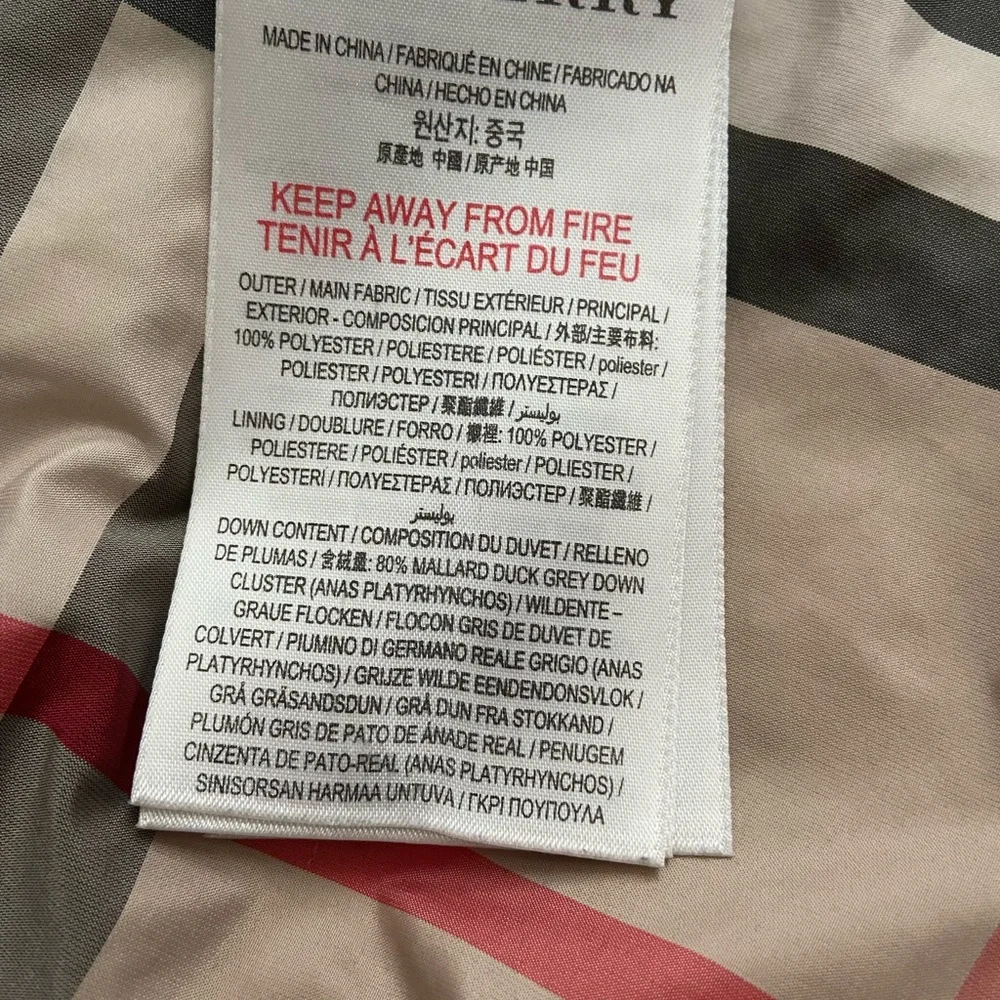 MADE IN CHINA / FABRIQUÉ EN CHINE / FABRICADO NA
CHINA / HECHO EN CHINA
원산지: 중국
原產地 中國 / 原产地 中国
KEEP AWAY FROM FIRE
TENIR À L'ÉCART DU FEU
OUTER / MAIN FABRIC / TISSU EXTÉRIEUR / PRINCIPAL /
EXTERIOR - COMPOSICION PRINCIPAL / 外部/主要布料:
100% POLYESTER / POLIESTERE / POLIÉSTER / poliester /
POLIESTER / POLYESTERI / ΠΟΛΥΕΣΤΕΡΑΣ /
ПОЛИЭСТЕР / 聚酯纖維 / بوليستر
LINING / DOUBLURE / FORRO / 襯裡: 100% POLYESTER /
POLIESTERE / POLIÉSTER / poliester / POLIESTER /
POLYESTERI / ΠΟΛΥΕΣΤΕΡΑΣ / ПОЛИЭСТЕР / 聚酯纖維 /
بوليستر
DOWN CONTENT / COMPOSITION DU DUVET / RELLENO
DE PLUMAS / 含絨量: 80% MALLARD DUCK GREY DOWN
CLUSTER (ANAS PLATYRHYNCHOS) / WILDENTE –
GRAUE FLOCKEN / FLOCON GRIS DE DUVET DE
COLVERT / PIUMINO DI GERMANO REALE GRIGIO (ANAS
PLATYRHYNCHOS) / GRIJZE WILDE EENDENDONSVLOK /
GRÅ GRÄSANDSDUN / GRÅ DUN FRA STOKKAND /
PLUMÓN GRIS DE PATO DE ÁNADE REAL / PENUGEM
CINZENTA DE PATO-REAL (ANAS PLATYRHYNCHOS) /
SINISORSAN HARMAA UNTUVA / ΓΚΡΙ ΠΟΥΠΟΥΛΑ